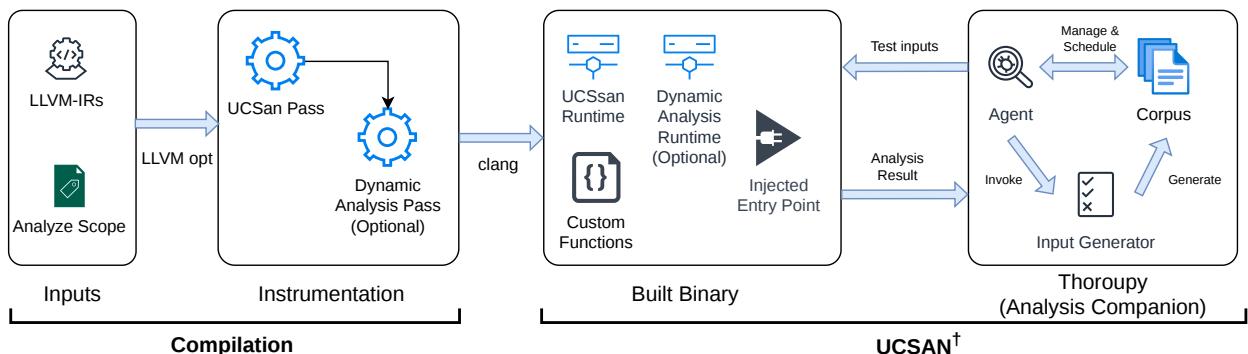 LLVM-IRs
Analyze Scope
Inputs
LLVM opt
UCSan Pass
Dynamic
Analysis Pass
(Optional)
Instrumentation
Compilation
clang
UCSsan
Runtime
Dynamic
Analysis
Runtime
(Optional)
Custom
Functions
Injected
Entry Point
Built Binary
Test inputs
Analysis
Result
Agent
Manage &
Schedule
Corpus
Invoke
Generate
Input Generator
Thoroupy
(Analysis Companion)
UCSAN†